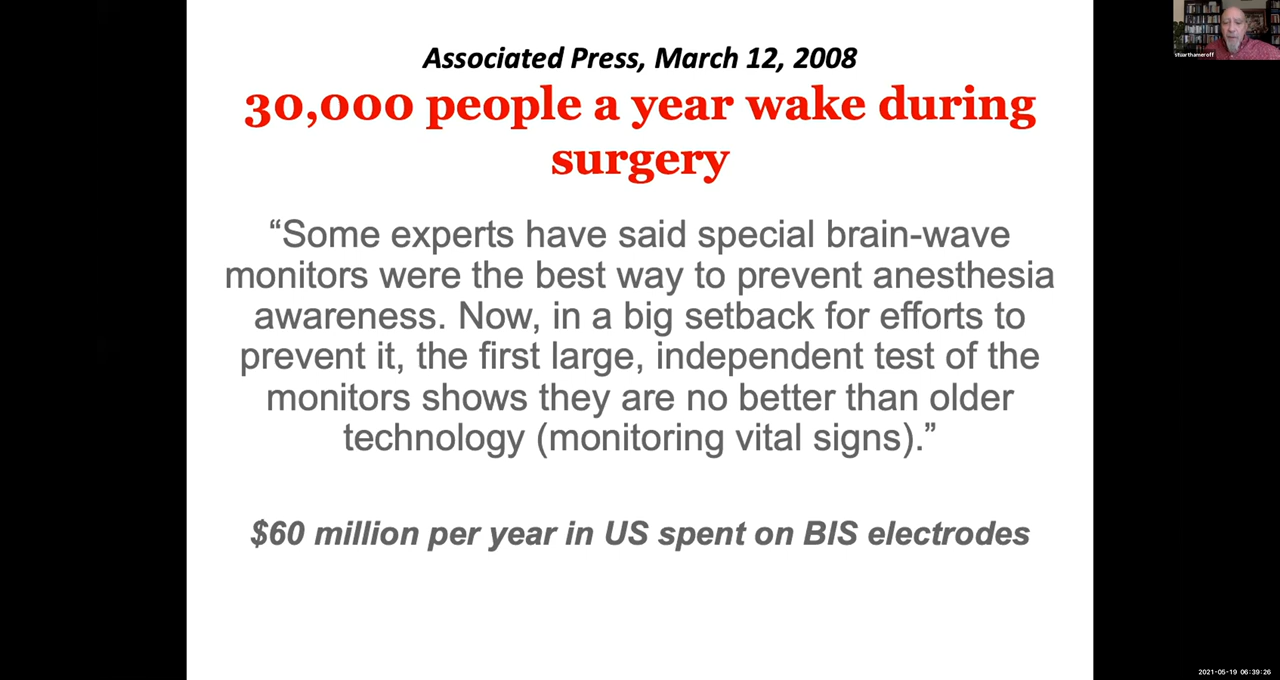 Associated Press, March 12, 2008
30,000 people a year wake during
surgery
“Some experts have said special brain-wave
monitors were the best way to prevent anesthesia
awareness. Now, in a big setback for efforts to
prevent it, the first large, independent test of the
monitors shows they are no better than older
technology (monitoring vital signs).”
$60 million per year in US spent on BIS electrodes
stuarthameroff
2021-05-19 06:39:26